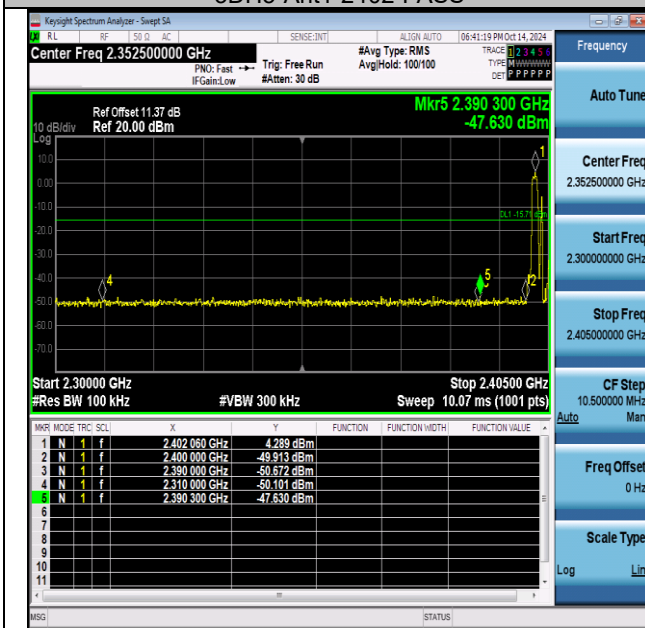 Keysight Spectrum Analyzer - Swept SA
RL RF 50 Ω AC SENSE:INT ALIGN AUTO 06:41:19 PM Oct 14, 2024
Center Freq 2.352500000 GHz
PNO: Fast
IFGain:Low
Trig: Free Run
#Atten: 30 dB
#Avg Type: RMS
Avg|Hold: 100/100
TRACE 1 2 3 4 5 6
TYPE M W W W W W
DET P P P P P P
Ref Offset 11.37 dB
10 dB/div Ref 20.00 dBm
Log
Mkr5 2.390 300 GHz
-47.630 dBm
10.0
0.00
-10.0
-20.0
-30.0
-40.0
-50.0
-60.0
-70.0
1
DL1 -15.71 dBm
4
5
2
Start 2.30000 GHz Stop 2.40500 GHz
#Res BW 100 kHz #VBW 300 kHz Sweep 10.07 ms (1001 pts)
MKR MODE TRC SCL X Y FUNCTION FUNCTION WIDTH FUNCTION VALUE
1 N 1 f 2.402 060 GHz 4.289 dBm
2 N 1 f 2.400 000 GHz -49.913 dBm
3 N 1 f 2.390 000 GHz -50.672 dBm
4 N 1 f 2.310 000 GHz -50.101 dBm
5 N 1 f 2.390 300 GHz -47.630 dBm
6
7
8
9
10
11
MSG STATUS
Frequency
Auto Tune
Center Freq
2.352500000 GHz
Start Freq
2.300000000 GHz
Stop Freq
2.405000000 GHz
CF Step
10.500000 MHz
Auto Man
Freq Offset
0 Hz
Scale Type
Log Lin